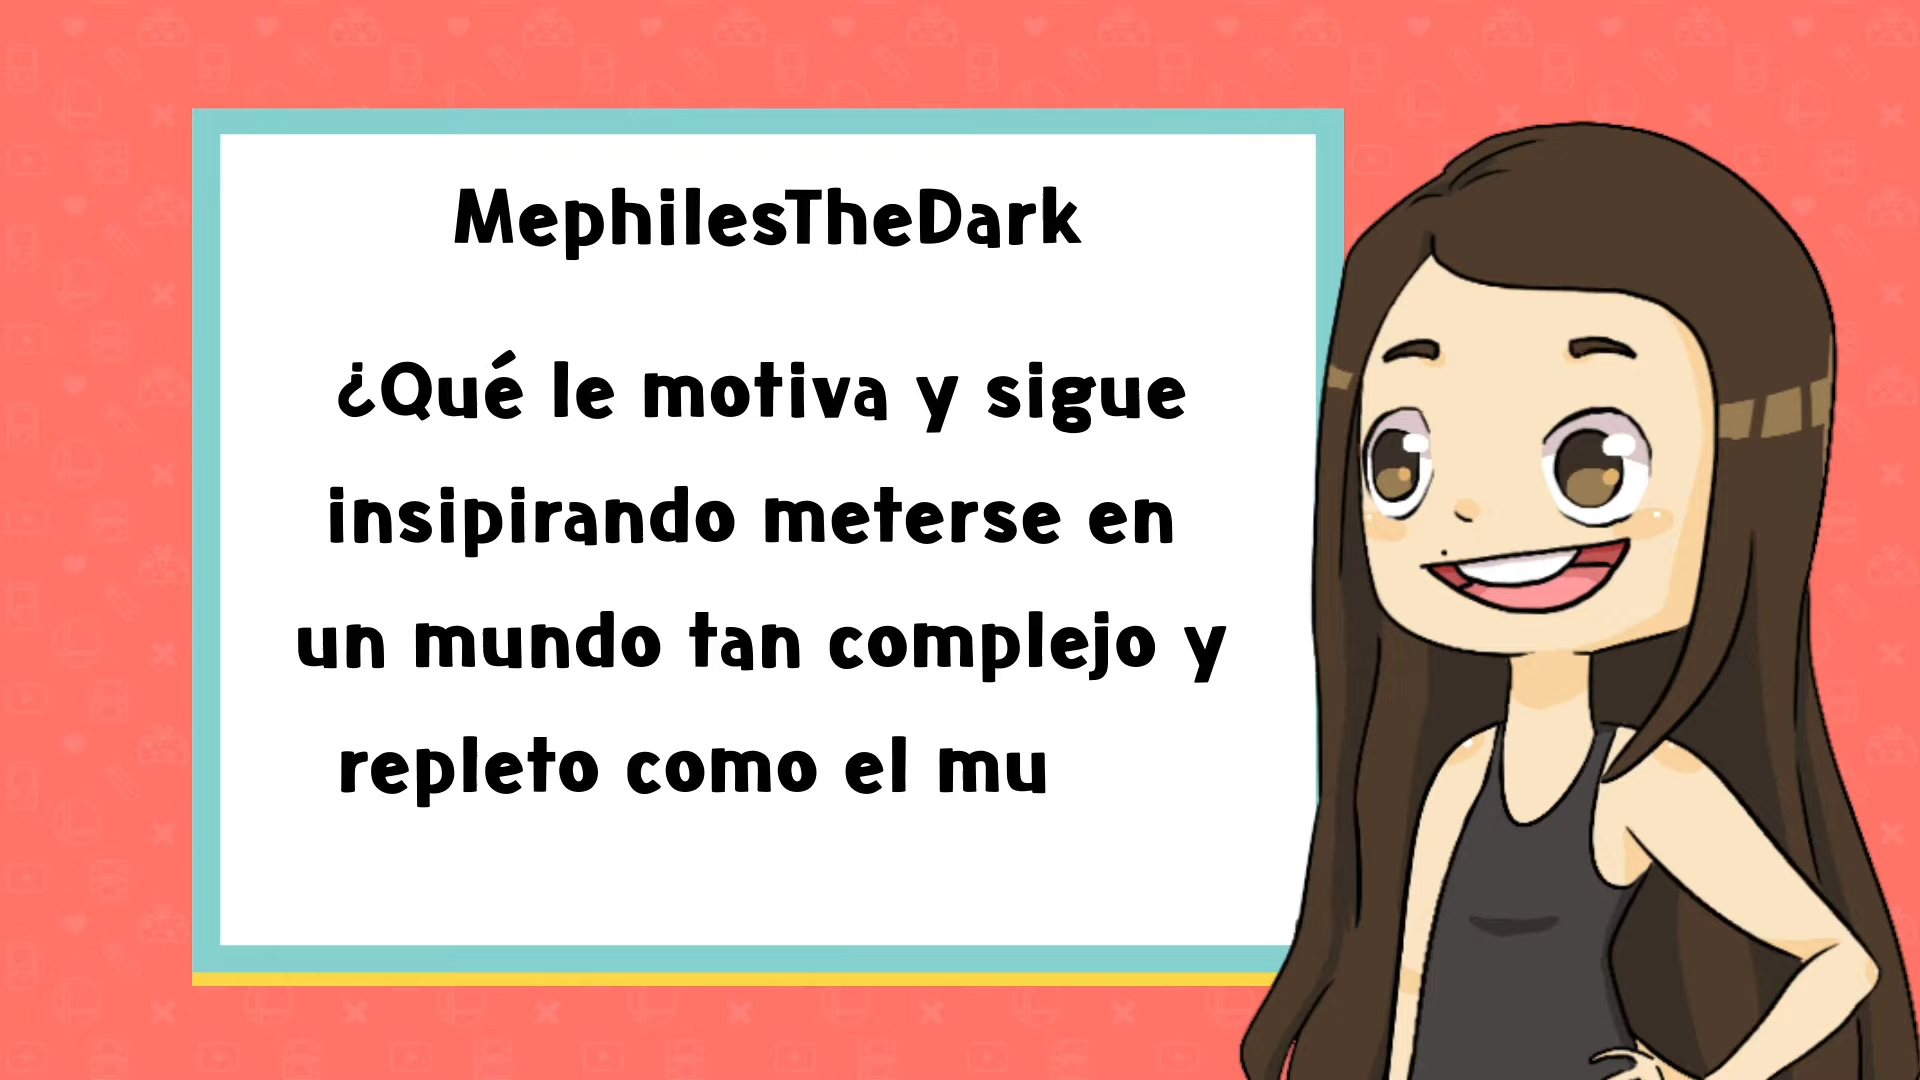 MephilesTheDark
¿Qué le motiva y sigue
insipirando meterse en
un mundo tan complejo y
repleto como el mu